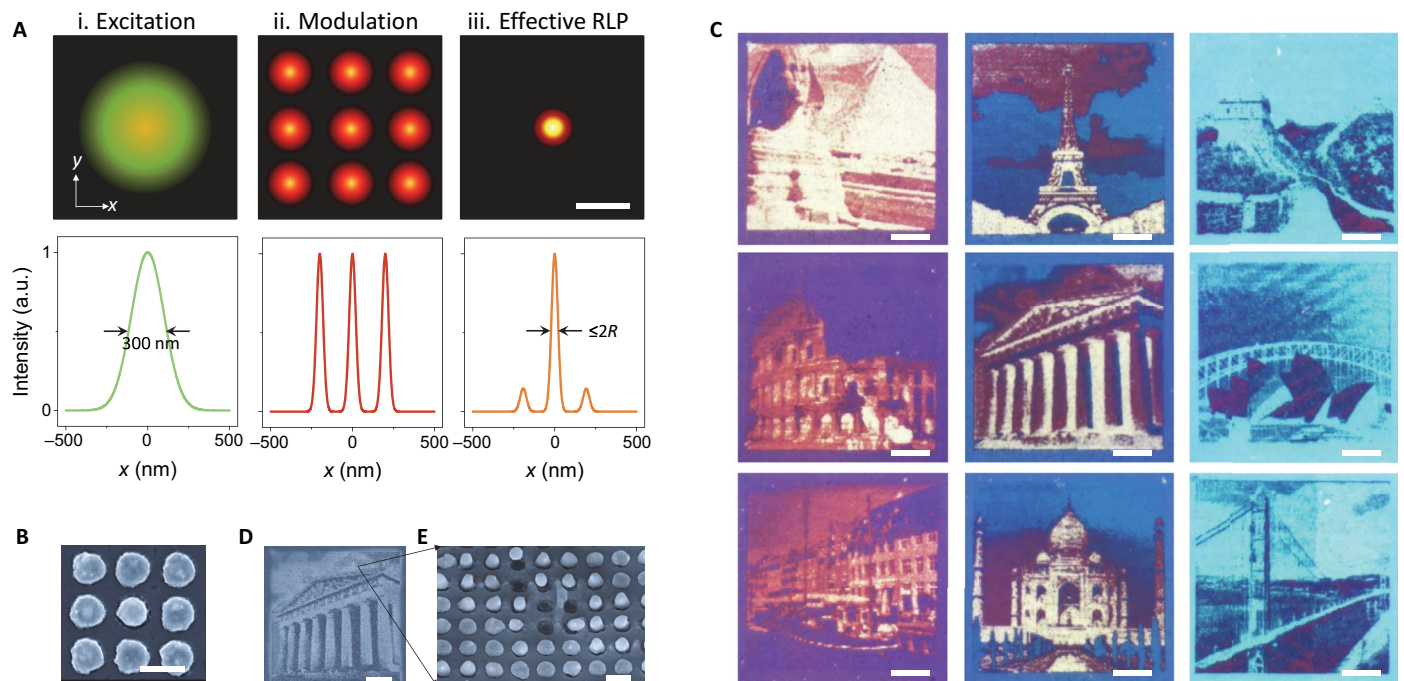 A
i. Excitation
ii. Modulation
iii. Effective RLP
y
x
Intensity (a.u.)
1
0
300 nm
≤2R
–500 0 500
–500 0 500
–500 0 500
x (nm)
x (nm)
x (nm)
B
D
E
C